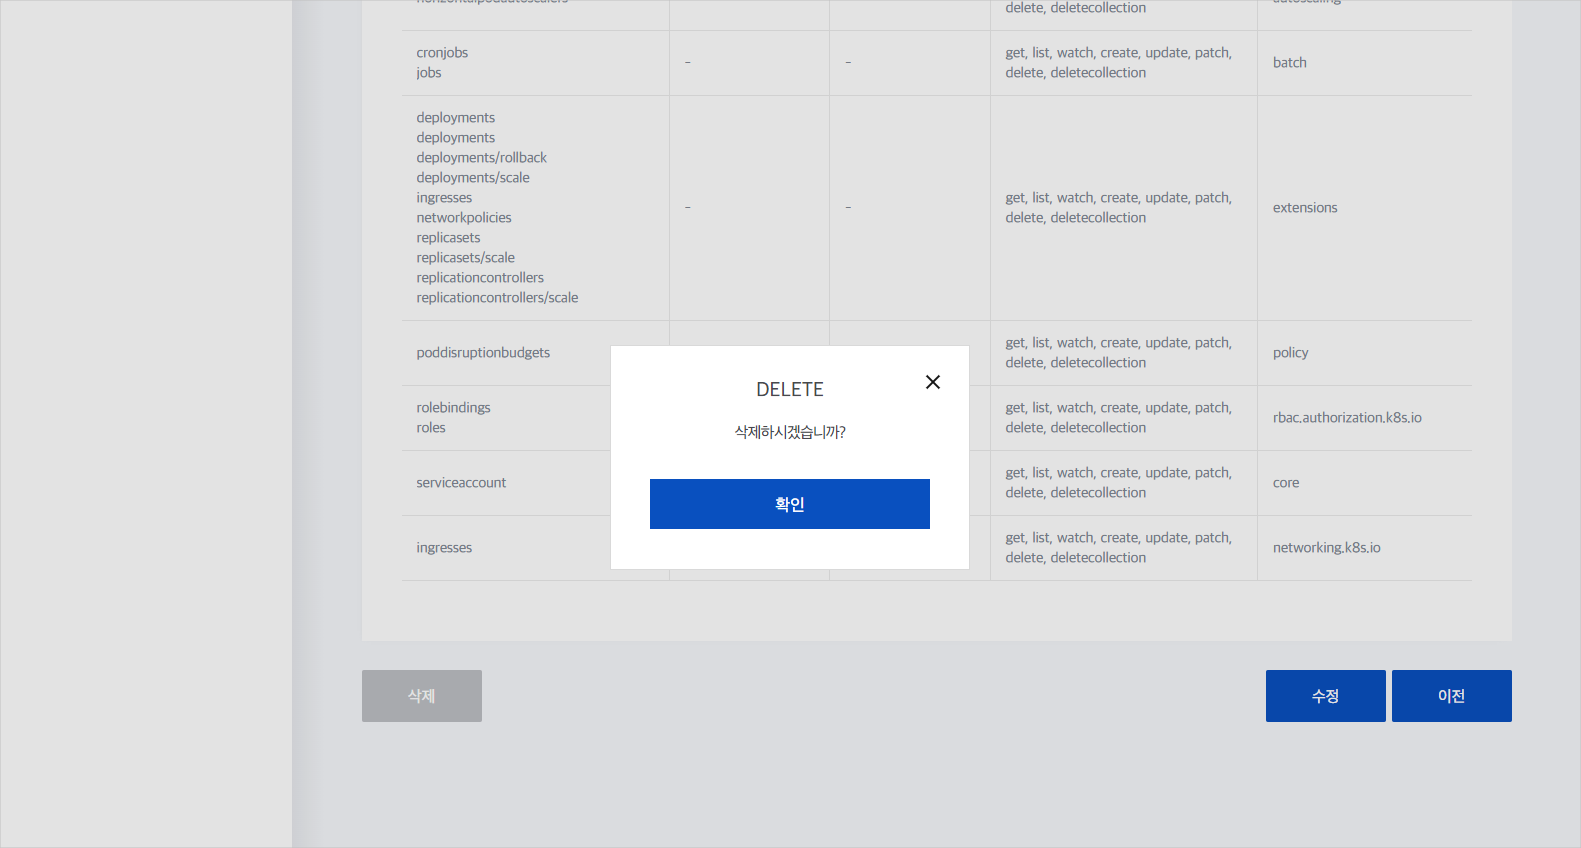 horizontalpodautoscalers
delete, deletecollection
autoscaling
cronjobs
jobs
-
-
get, list, watch, create, update, patch,
delete, deletecollection
batch
deployments
deployments
deployments/rollback
deployments/scale
ingresses
networkpolicies
replicasets
replicasets/scale
replicationcontrollers
replicationcontrollers/scale
-
-
get, list, watch, create, update, patch,
delete, deletecollection
extensions
poddisruptionbudgets
get, list, watch, create, update, patch,
delete, deletecollection
policy
rolebindings
roles
get, list, watch, create, update, patch,
delete, deletecollection
rbac.authorization.k8s.io
serviceaccount
get, list, watch, create, update, patch,
delete, deletecollection
core
ingresses
get, list, watch, create, update, patch,
delete, deletecollection
networking.k8s.io
DELETE
삭제하시겠습니까?
확인
삭제
수정
이전